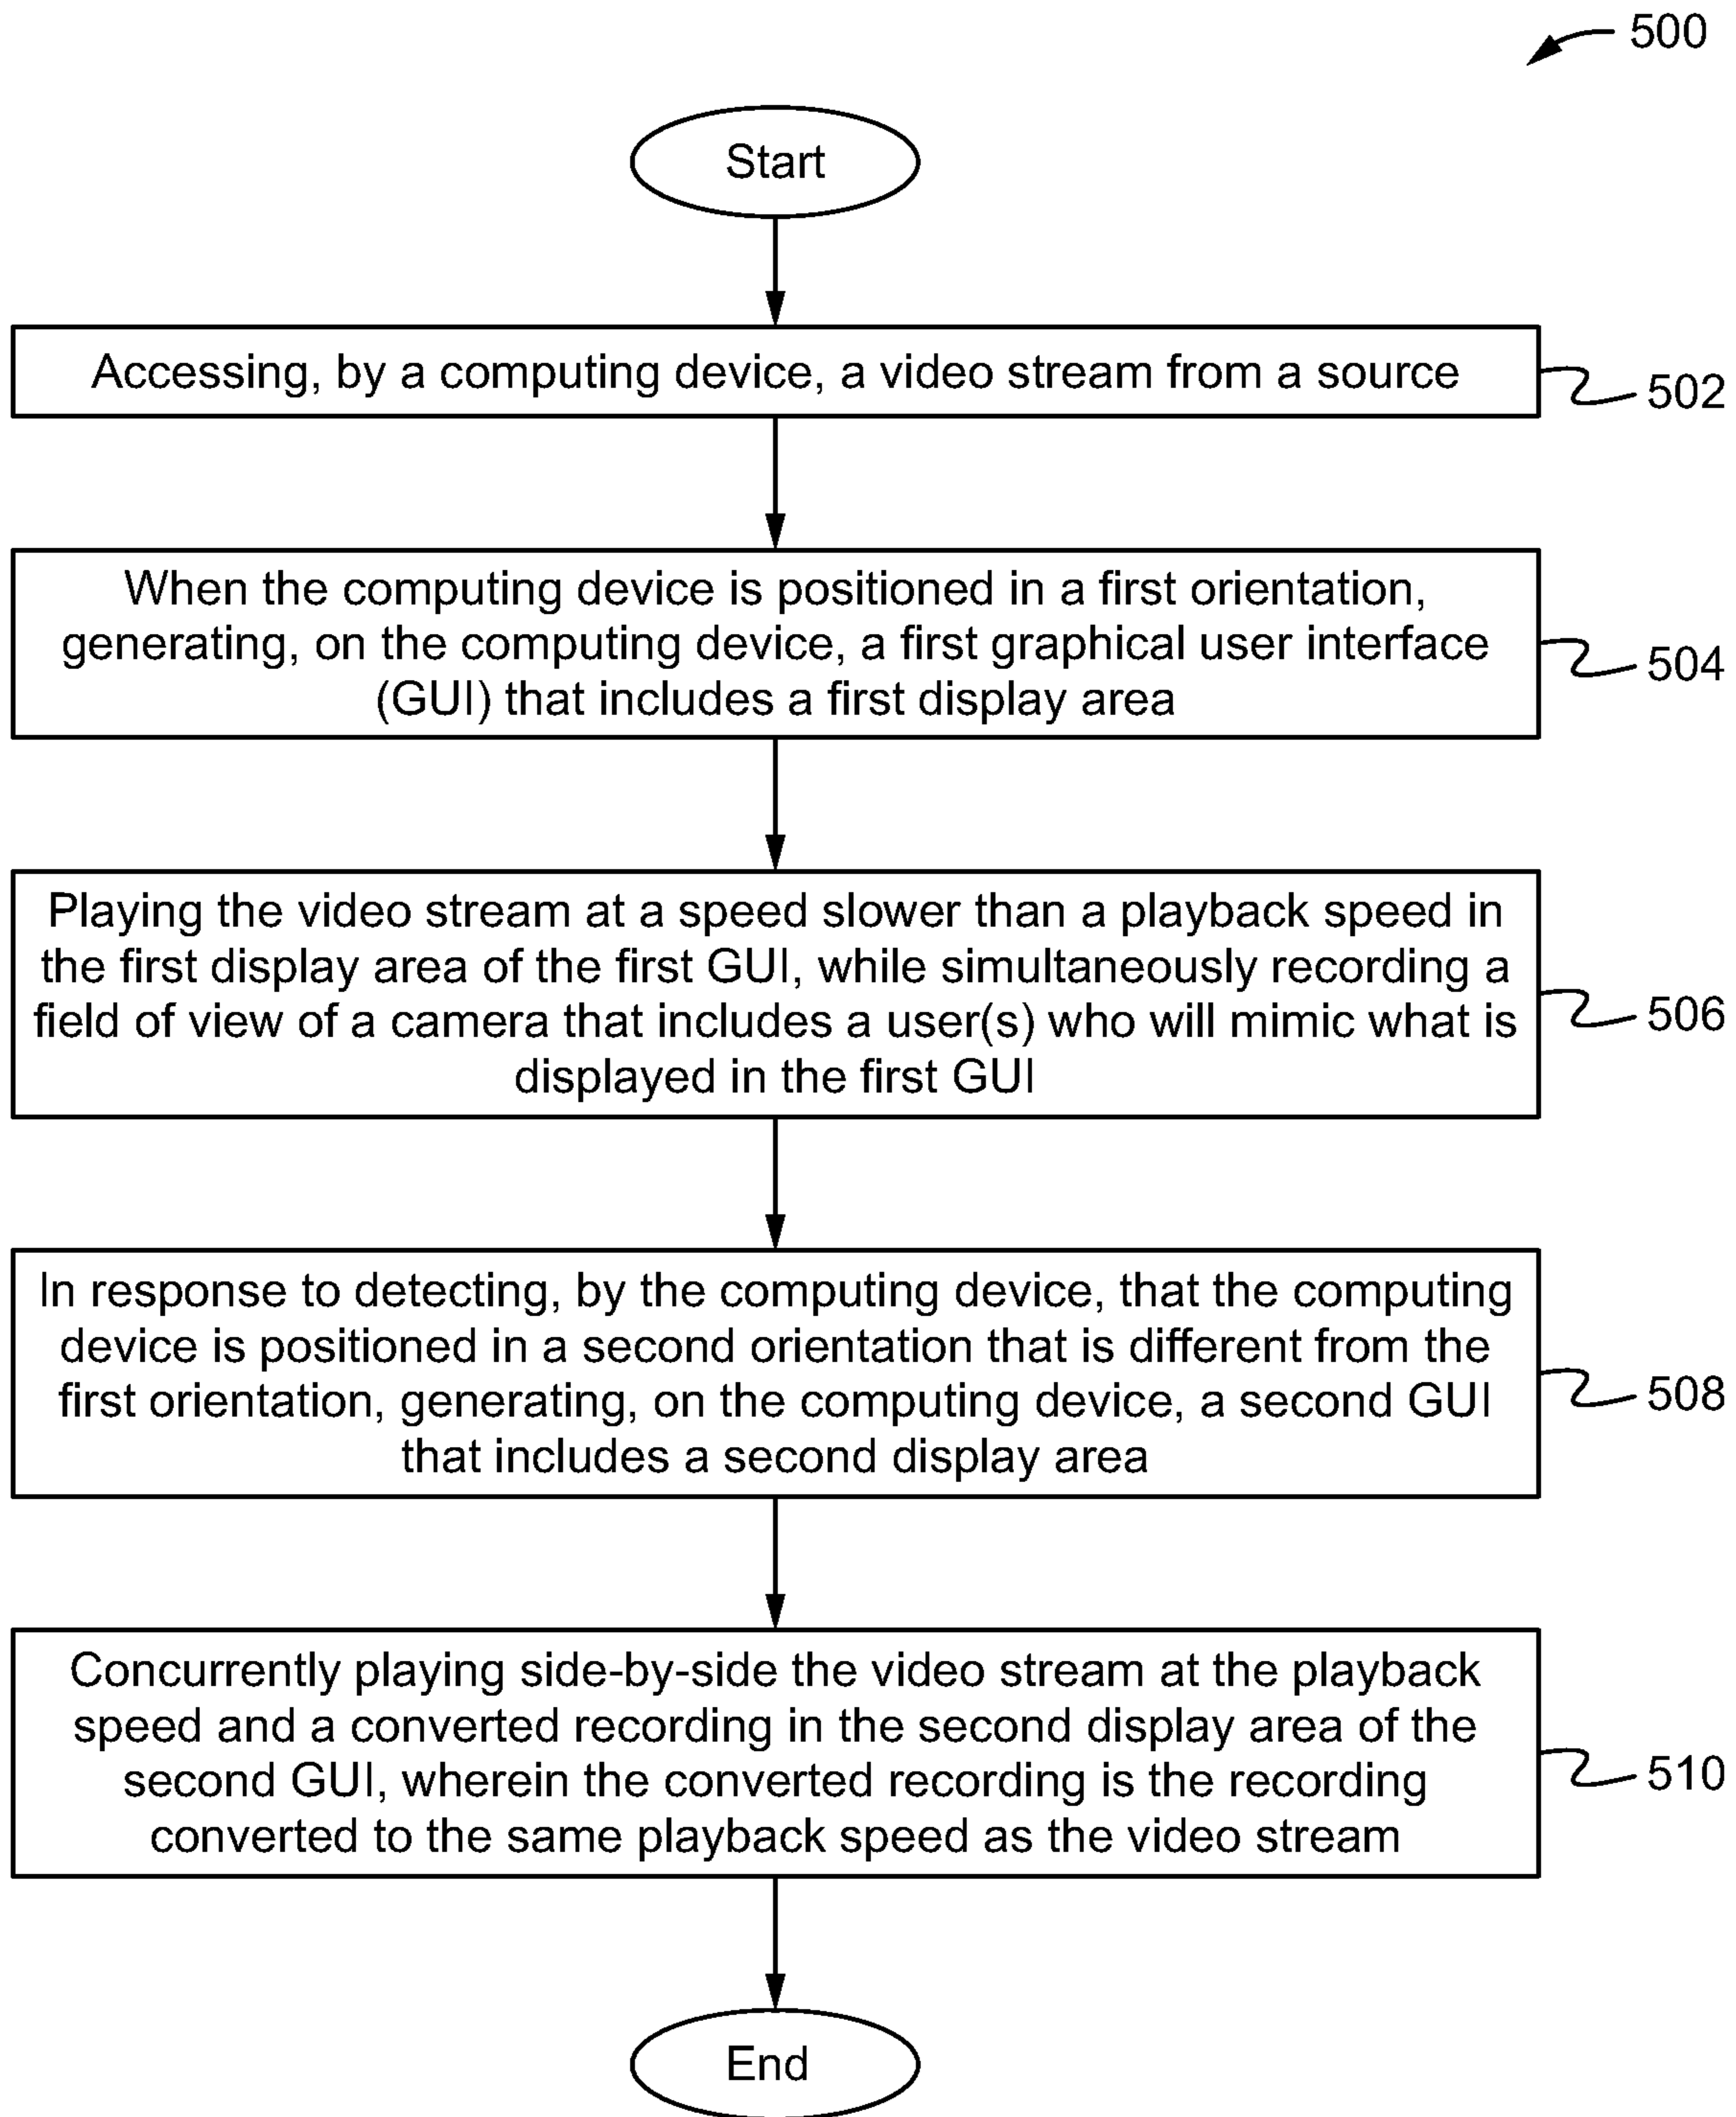 500
Start
Accessing, by a computing device, a video stream from a source
502
When the computing device is positioned in a first orientation,
generating, on the computing device, a first graphical user interface
(GUI) that includes a first display area
504
Playing the video stream at a speed slower than a playback speed in
the first display area of the first GUI, while simultaneously recording a
field of view of a camera that includes a user(s) who will mimic what is
displayed in the first GUI
506
In response to detecting, by the computing device, that the computing
device is positioned in a second orientation that is different from the
first orientation, generating, on the computing device, a second GUI
that includes a second display area
508
Concurrently playing side-by-side the video stream at the playback
speed and a converted recording in the second display area of the
second GUI, wherein the converted recording is the recording
converted to the same playback speed as the video stream
510
End